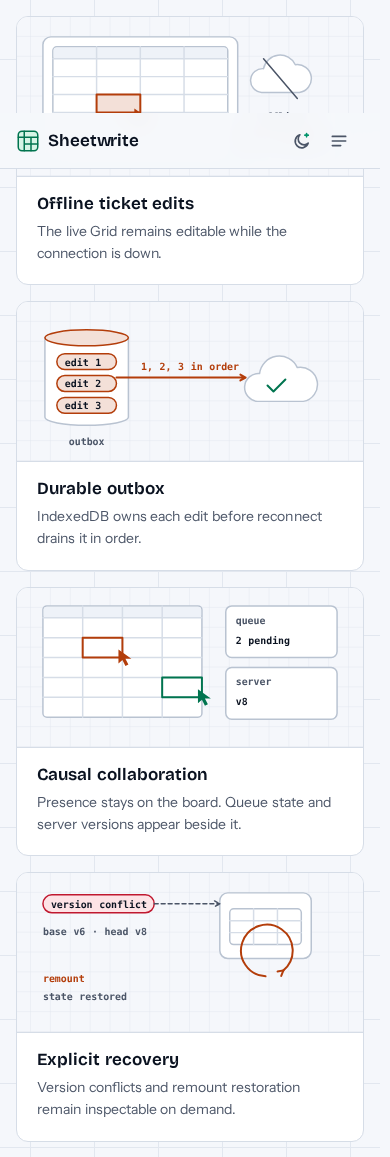 Sheetwrite
Offline ticket edits
The live Grid remains editable while the
connection is down.
edit 1
edit 2
edit 3
1, 2, 3 in order
outbox
Durable outbox
IndexedDB owns each edit before reconnect
drains it in order.
queue
2 pending
server
v8
Causal collaboration
Presence stays on the board. Queue state and
server versions appear beside it.
version conflict
base v6 · head v8
remount
state restored
Explicit recovery
Version conflicts and remount restoration
remain inspectable on demand.